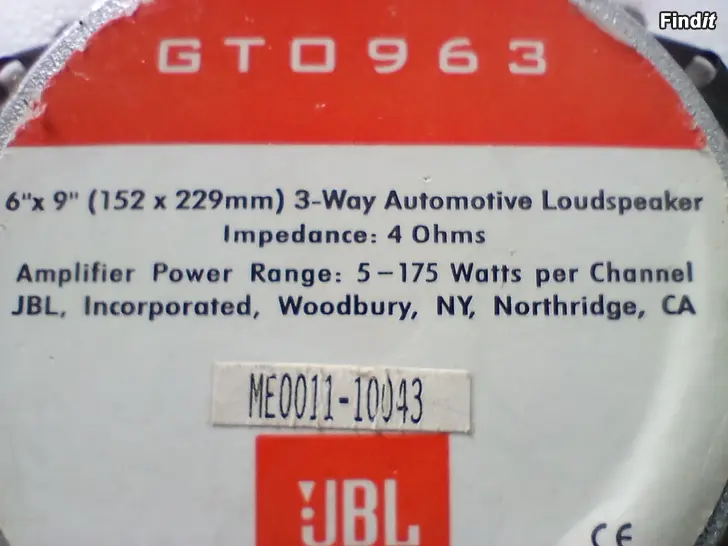 Findit
GTO963
6"x 9" (152 x 229mm) 3-Way Automotive Loudspeaker
Impedance: 4 Ohms
Amplifier Power Range: 5–175 Watts per Channel
JBL, Incorporated, Woodbury, NY, Northridge, CA
ME0011-10043
JBL
CE